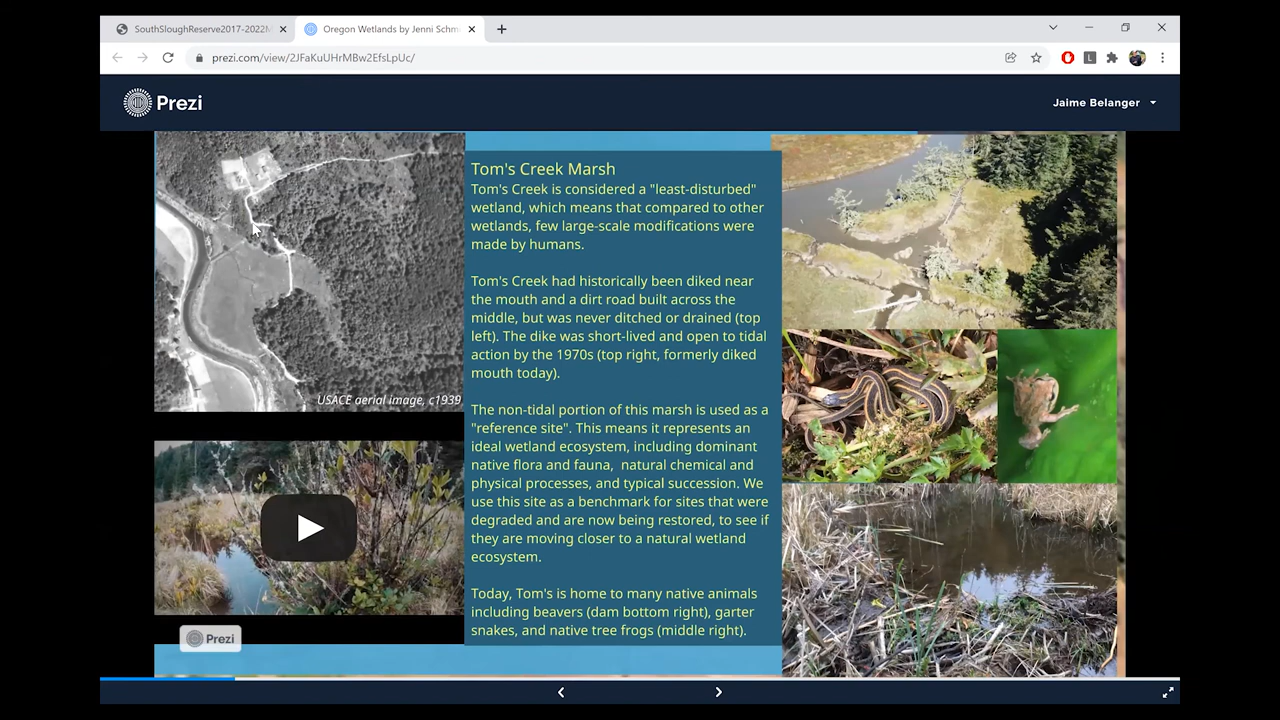 SouthSloughReserve2017-2022M
Oregon Wetlands by Jenni Schm
prezi.com/view/2JFaKuUHrMBw2EfsLpUc/
L
Prezi
Jaime Belanger
Tom's Creek Marsh
Tom's Creek is considered a "least-disturbed"
wetland, which means that compared to other
wetlands, few large-scale modifications were
made by humans.
Tom's Creek had historically been diked near
the mouth and a dirt road built across the
middle, but was never ditched or drained (top
left). The dike was short-lived and open to tidal
action by the 1970s (top right, formerly diked
mouth today).
The non-tidal portion of this marsh is used as a
"reference site". This means it represents an
ideal wetland ecosystem, including dominant
native flora and fauna,  natural chemical and
physical processes, and typical succession. We
use this site as a benchmark for sites that were
degraded and are now being restored, to see if
they are moving closer to a natural wetland
ecosystem.
Today, Tom's is home to many native animals
including beavers (dam bottom right), garter
snakes, and native tree frogs (middle right).
USACE aerial image, c1939
Prezi